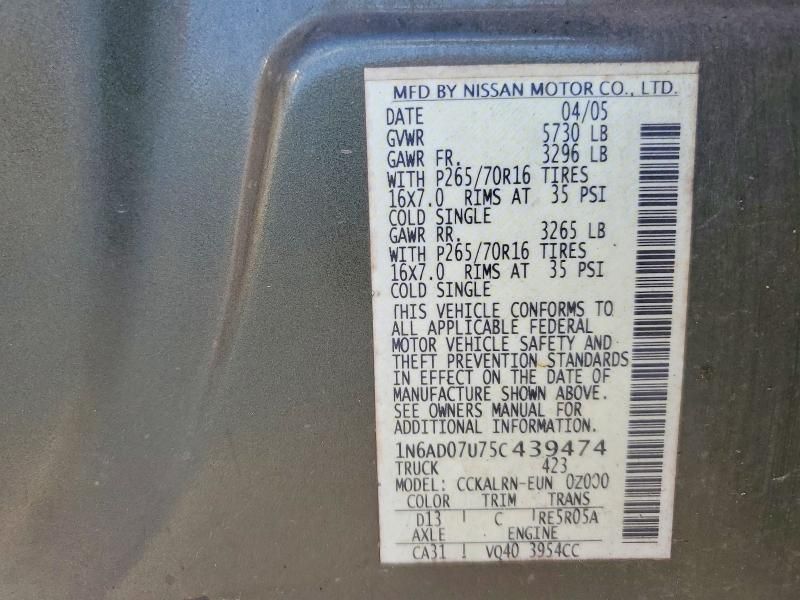 MFD BY NISSAN MOTOR CO., LTD.
DATE 04/05
GVWR 5730 LB
GAWR FR. 3296 LB
WITH P265/70R16 TIRES
16x7.0 RIMS AT 35 PSI
COLD SINGLE
GAWR RR. 3265 LB
WITH P265/70R16 TIRES
16x7.0 RIMS AT 35 PSI
COLD SINGLE
THIS VEHICLE CONFORMS TO
ALL APPLICABLE FEDERAL
MOTOR VEHICLE SAFETY AND
THEFT PREVENTION STANDARDS
IN EFFECT ON THE DATE OF
MANUFACTURE SHOWN ABOVE.
SEE OWNERS MANUAL FOR
ADDITIONAL INFORMATION.
1N6AD07U75C439474
TRUCK 423
MODEL: CCKALRN-EUN 0Z000
COLOR TRIM TRANS
D13 C RE5R05A
AXLE ENGINE
CA31 VQ40 3954CC